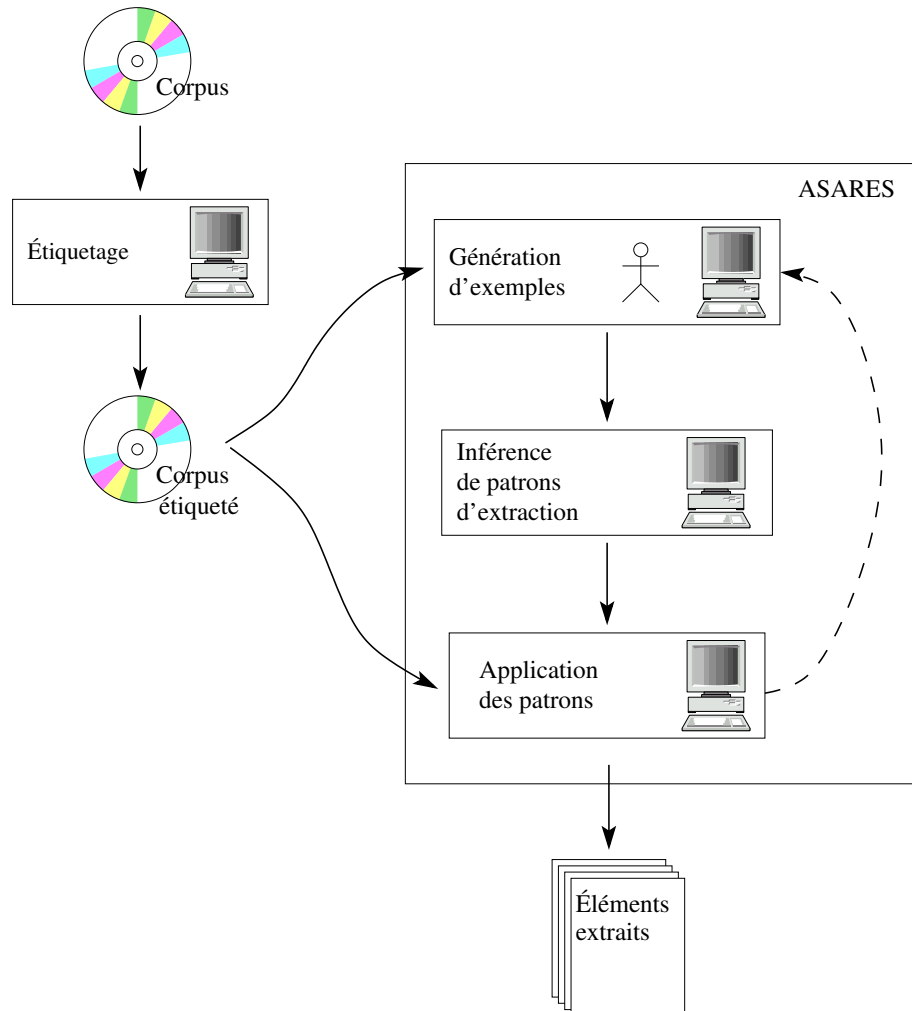 Corpus
Étiquetage
Corpus
étiqueté
ASARES
Génération
d'exemples
Inférence
de patrons
d'extraction
Application
des patrons
Éléments
extraits